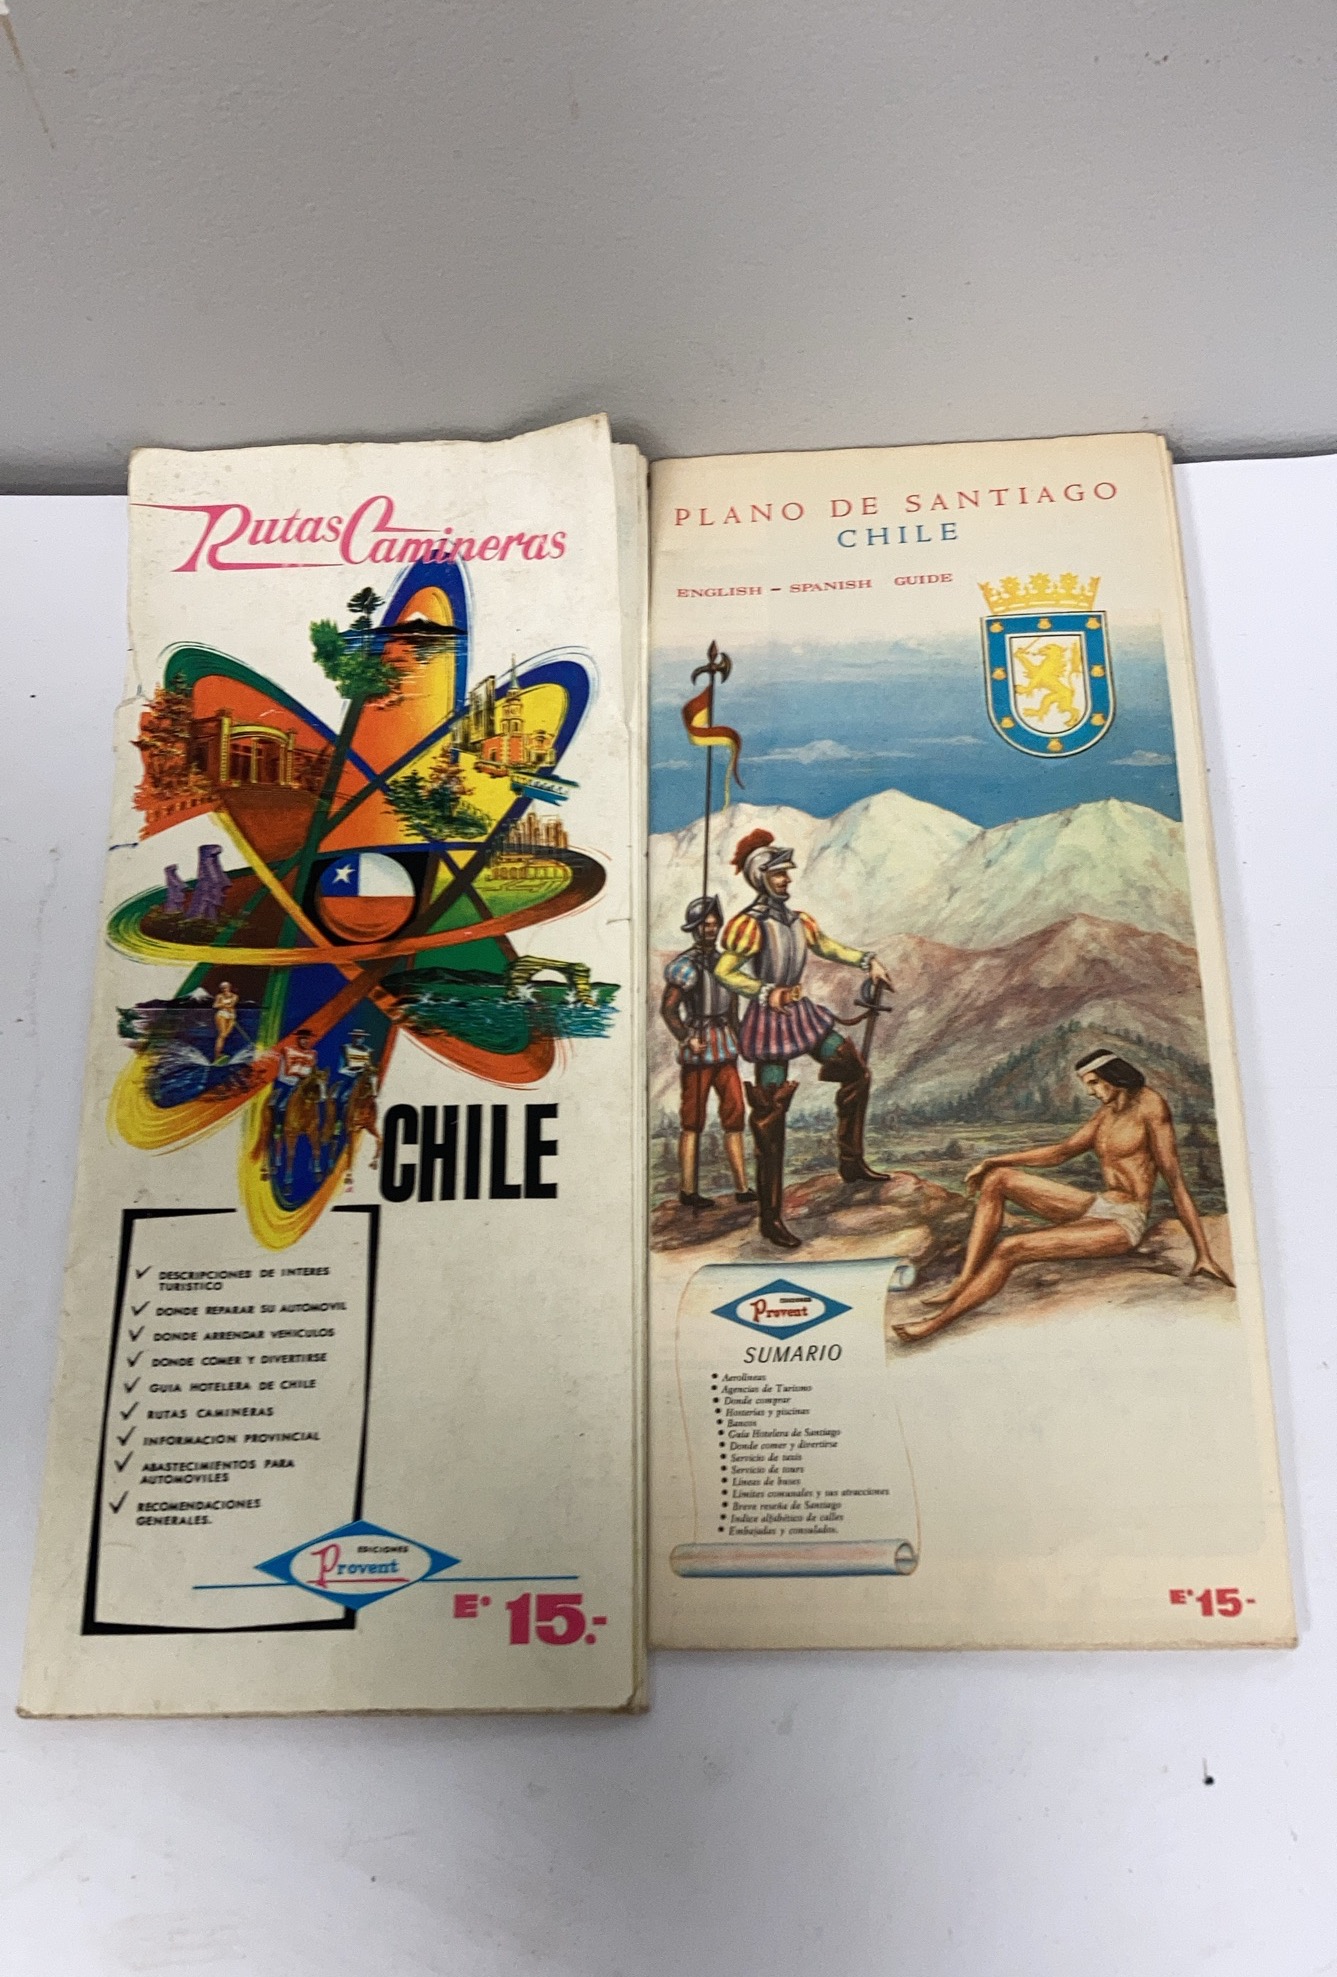 Rutas Camineras
CHILE
✓ DESCRIPCIONES DE INTERES
TURISTICO
✓ DONDE REPARAR SU AUTOMOVIL
✓ DONDE ARRENDAR VEHICULOS
✓ DONDE COMER Y DIVERTIRSE
✓ GUIA HOTELERA DE CHILE
✓ RUTAS CAMINERAS
✓ INFORMACION PROVINCIAL
✓ ABASTECIMIENTOS PARA
AUTOMOVILES
✓ RECOMENDACIONES
GENERALES.
EDICIONES
Provent
Eº 15.-
PLANO DE SANTIAGO
CHILE
ENGLISH - SPANISH GUIDE
EDICIONES
Provent
SUMARIO
• Aerolineas
• Agencias de Turismo
• Donde comprar
• Hosterías y piscinas
• Bancos
• Guía Hotelera de Santiago
• Donde comer y divertirse
• Servicio de taxis
• Servicio de tours
• Líneas de buses
• Límites comunales y sus atracciones
• Breve reseña de Santiago
• Indice alfabético de calles
• Embajadas y consulados.
Eº 15-